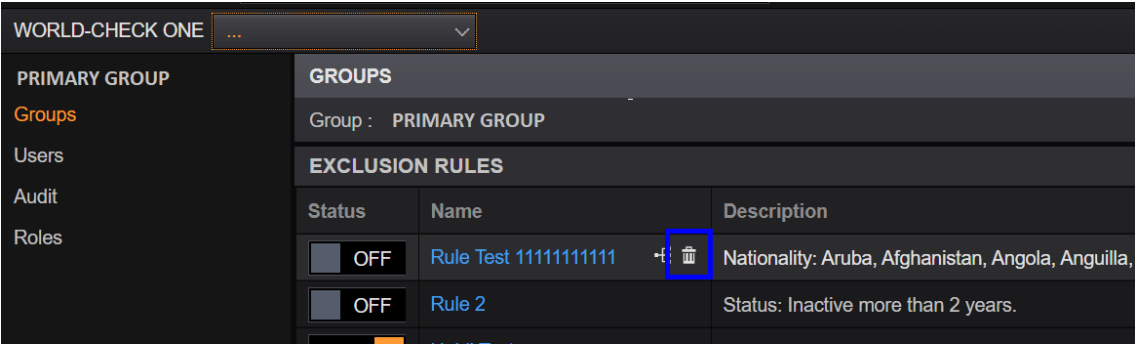 WORLD-CHECK ONE ...
PRIMARY GROUP
Groups
Users
Audit
Roles
GROUPS
Group : PRIMARY GROUP
EXCLUSION RULES
Status Name Description
OFF Rule Test 11111111111 Nationality: Aruba, Afghanistan, Angola, Anguilla,
OFF Rule 2 Status: Inactive more than 2 years.